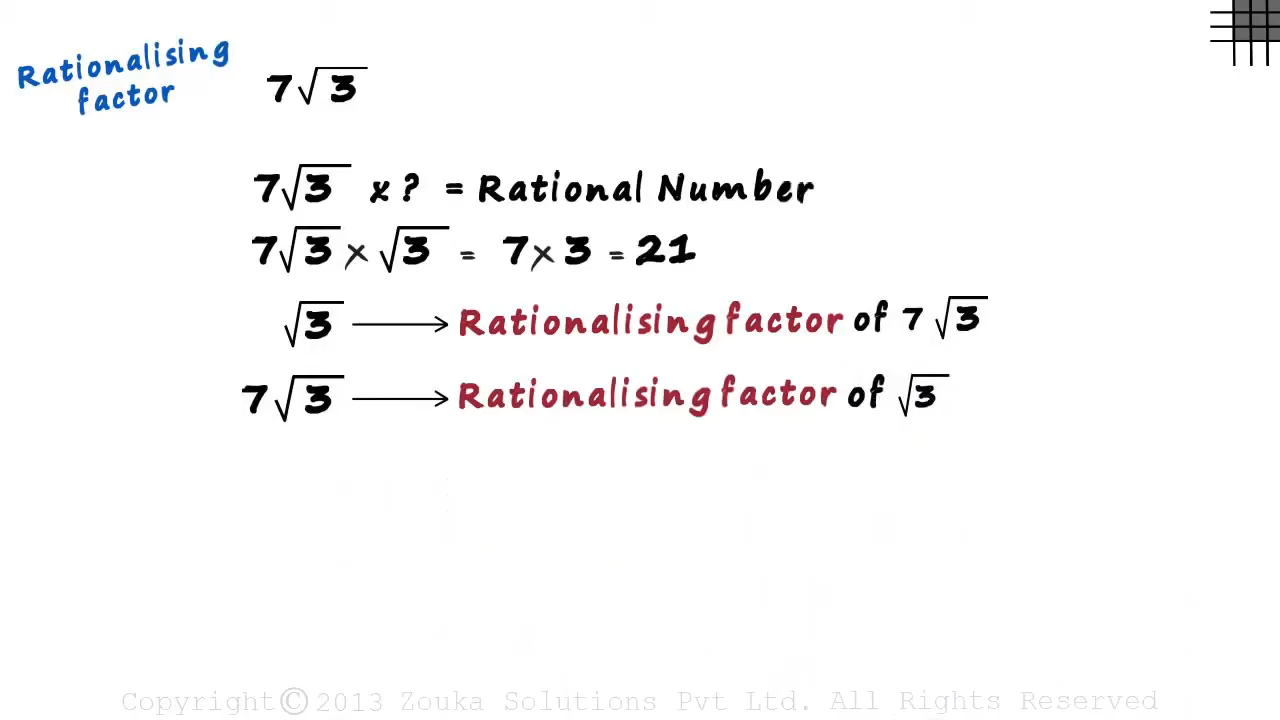 Rationalising
factor
7√3
7√3 x ? = Rational Number
7√3 × √3 = 7 × 3 = 21
√3 ⟶ Rationalising factor of 7√3
7√3 ⟶ Rationalising factor of √3
Copyright© 2013 Zouka Solutions Pvt Ltd. All Rights Reserved